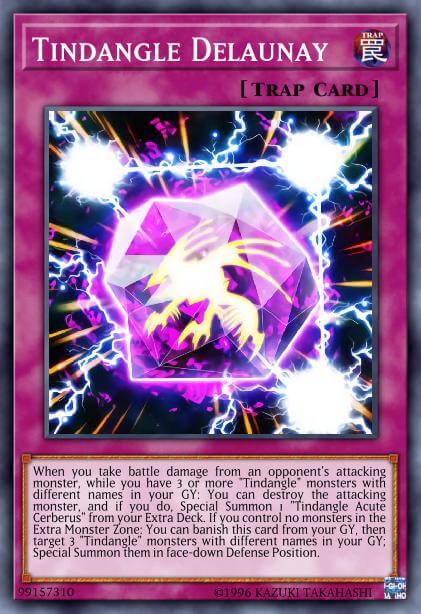 Tindangle Delaunay
TRAP
罠
[Trap Card]
When you take battle damage from an opponent's attacking
monster, while you have 3 or more "Tindangle" monsters with
different names in your GY: You can destroy the attacking
monster, and if you do, Special Summon 1 "Tindangle Acute
Cerberus" from your Extra Deck. If you control no monsters in the
Extra Monster Zone: You can banish this card from your GY, then
target 3 "Tindangle" monsters with different names in your GY;
Special Summon them in face-down Defense Position.
99157310
©1996 KAZUKI TAKAHASHI